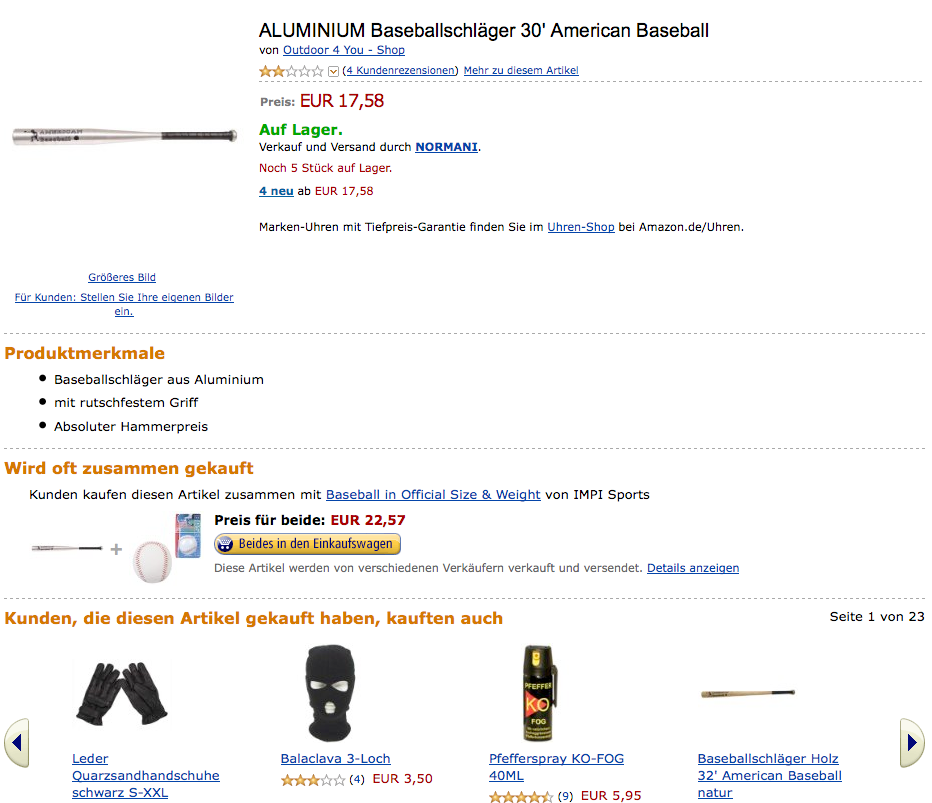 ALUMINIUM Baseballschläger 30' American Baseball
von Outdoor 4 You - Shop
(4 Kundenrezensionen) Mehr zu diesem Artikel
Preis: EUR 17,58
Auf Lager.
Verkauf und Versand durch NORMANI.
Noch 5 Stück auf Lager.
4 neu ab EUR 17,58
Marken-Uhren mit Tiefpreis-Garantie finden Sie im Uhren-Shop bei Amazon.de/Uhren.
AMERICAN
Baseball
Größeres Bild
Für Kunden: Stellen Sie Ihre eigenen Bilder
ein.
Produktmerkmale
Baseballschläger aus Aluminium
mit rutschfestem Griff
Absoluter Hammerpreis
Wird oft zusammen gekauft
Kunden kaufen diesen Artikel zusammen mit Baseball in Official Size & Weight von IMPI Sports
+
Preis für beide: EUR 22,57
Beides in den Einkaufswagen
Diese Artikel werden von verschiedenen Verkäufern verkauft und versendet. Details anzeigen
Kunden, die diesen Artikel gekauft haben, kauften auch
Seite 1 von 23
PFEFFER
KO
FOG
Leder
Quarzsandhandschuhe
schwarz S-XXL
Balaclava 3-Loch
(4) EUR 3,50
Pfefferspray KO-FOG
40ML
(9) EUR 5,95
Baseballschläger Holz
32' American Baseball
natur